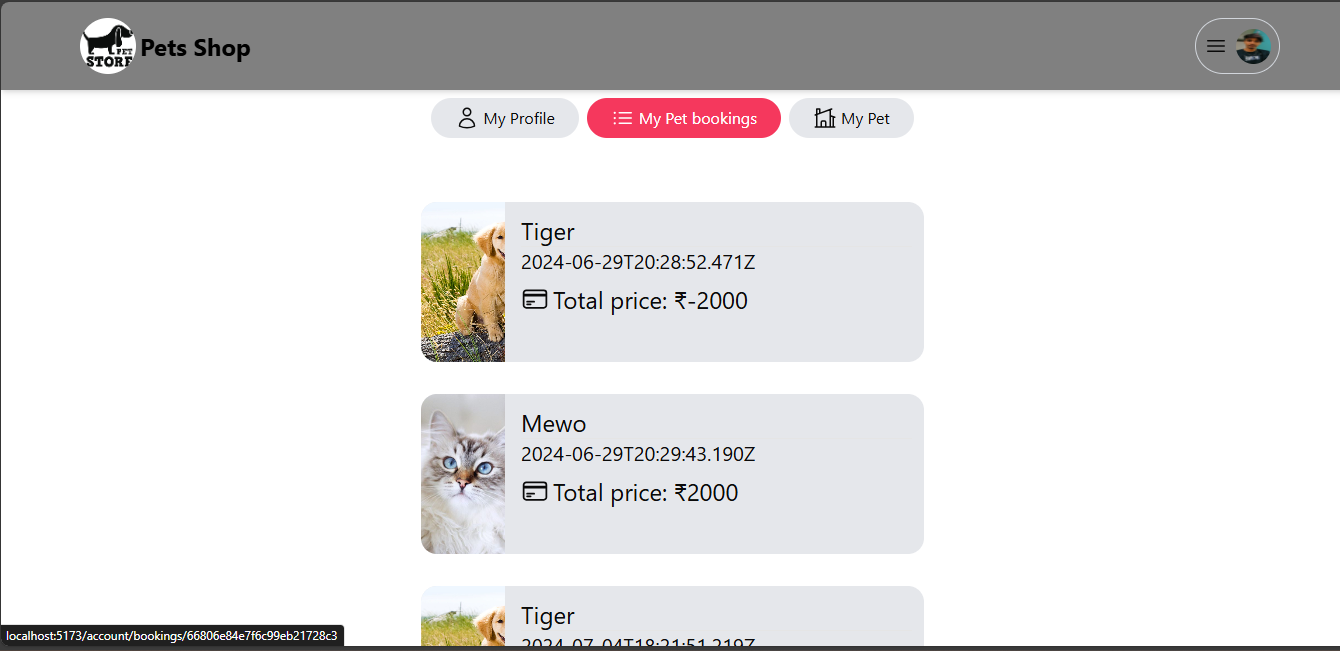 PET
STORE
Pets Shop
My Profile
My Pet bookings
My Pet
Tiger
2024-06-29T20:28:52.471Z
Total price: ₹-2000
Mewo
2024-06-29T20:29:43.190Z
Total price: ₹2000
Tiger
2024-07-04T18:21:51.219Z
localhost:5173/account/bookings/66806e84e7f6c99eb21728c3